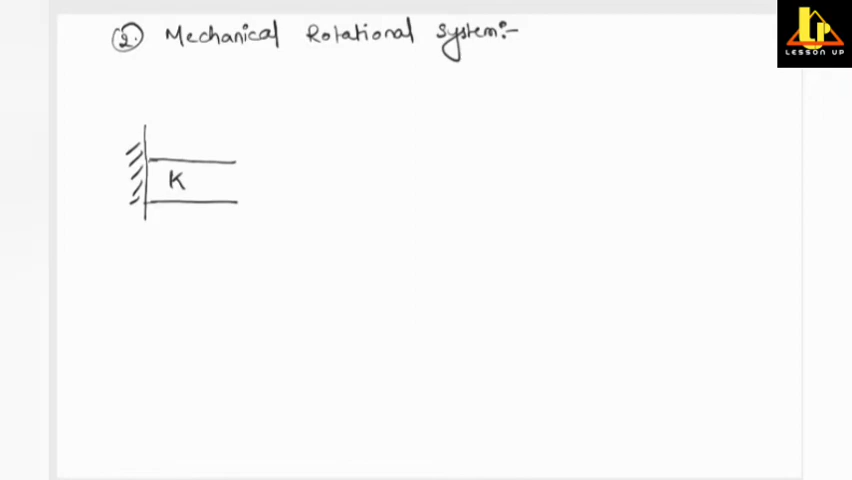 (2.) Mechanical Rotational System:-
LESSON UP
K